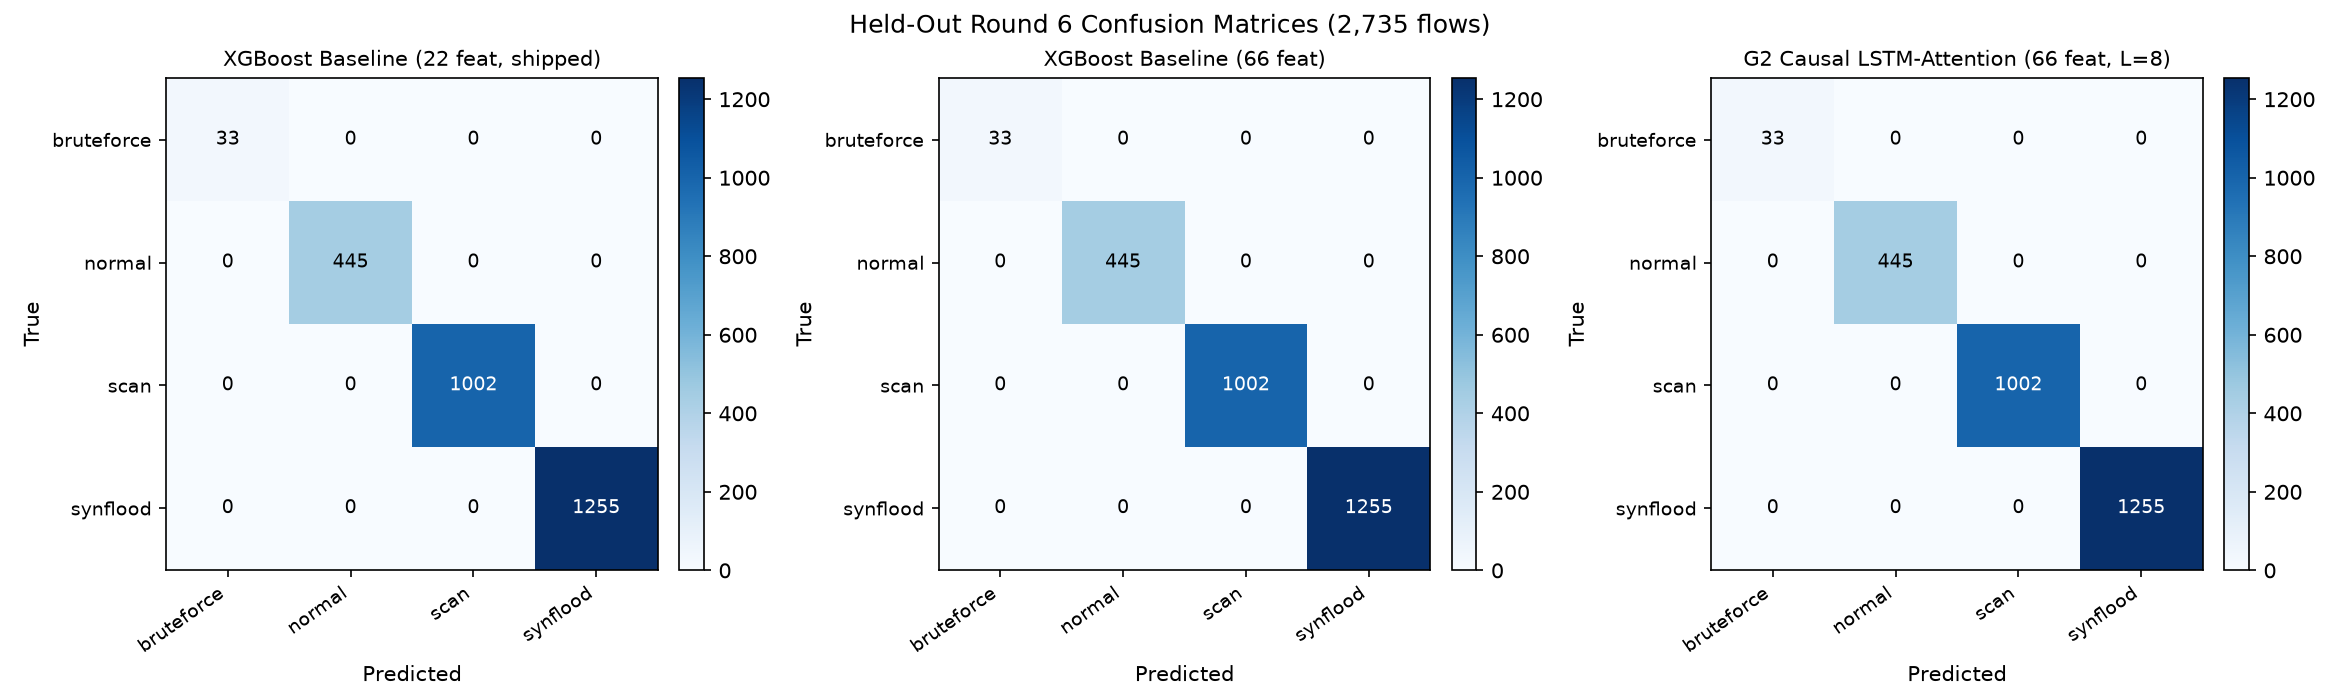 Held-Out Round 6 Confusion Matrices (2,735 flows)
XGBoost Baseline (22 feat, shipped)
True
bruteforce 33 0 0 0
normal 0 445 0 0
scan 0 0 1002 0
synflood 0 0 0 1255
bruteforce normal scan synflood
Predicted
1200
1000
800
600
400
200
0
XGBoost Baseline (66 feat)
True
bruteforce 33 0 0 0
normal 0 445 0 0
scan 0 0 1002 0
synflood 0 0 0 1255
bruteforce normal scan synflood
Predicted
1200
1000
800
600
400
200
0
G2 Causal LSTM-Attention (66 feat, L=8)
True
bruteforce 33 0 0 0
normal 0 445 0 0
scan 0 0 1002 0
synflood 0 0 0 1255
bruteforce normal scan synflood
Predicted
1200
1000
800
600
400
200
0